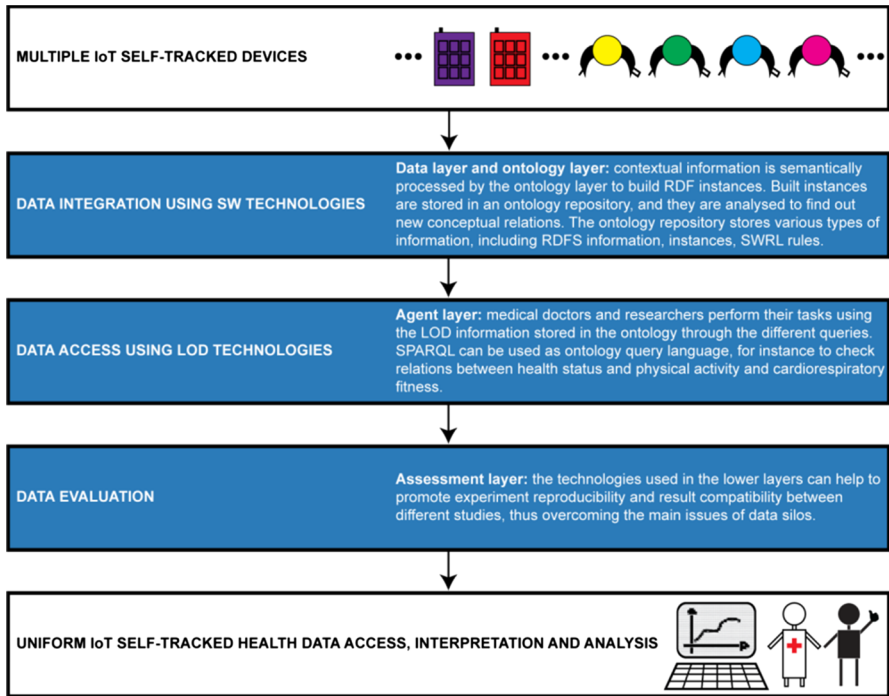 MULTIPLE IoT SELF-TRACKED DEVICES
DATA INTEGRATION USING SW TECHNOLOGIES
Data layer and ontology layer: contextual information is semantically
processed by the ontology layer to build RDF instances. Built instances
are stored in an ontology repository, and they are analysed to find out
new conceptual relations. The ontology repository stores various types of
information, including RDFS information, instances, SWRL rules.
DATA ACCESS USING LOD TECHNOLOGIES
Agent layer: medical doctors and researchers perform their tasks using
the LOD information stored in the ontology through the different queries.
SPARQL can be used as ontology query language, for instance to check
relations between health status and physical activity and cardiorespiratory
fitness.
DATA EVALUATION
Assessment layer: the technologies used in the lower layers can help to
promote experiment reproducibility and result compatibility between
different studies, thus overcoming the main issues of data silos.
UNIFORM IoT SELF-TRACKED HEALTH DATA ACCESS, INTERPRETATION AND ANALYSIS